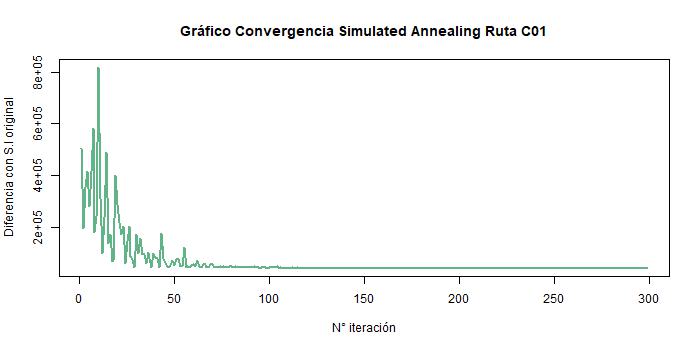 Gráfico Convergencia Simulated Annealing Ruta C01
Diferencia con S.I original
8e+05
6e+05
4e+05
2e+05
0 50 100 150 200 250 300
N° iteración